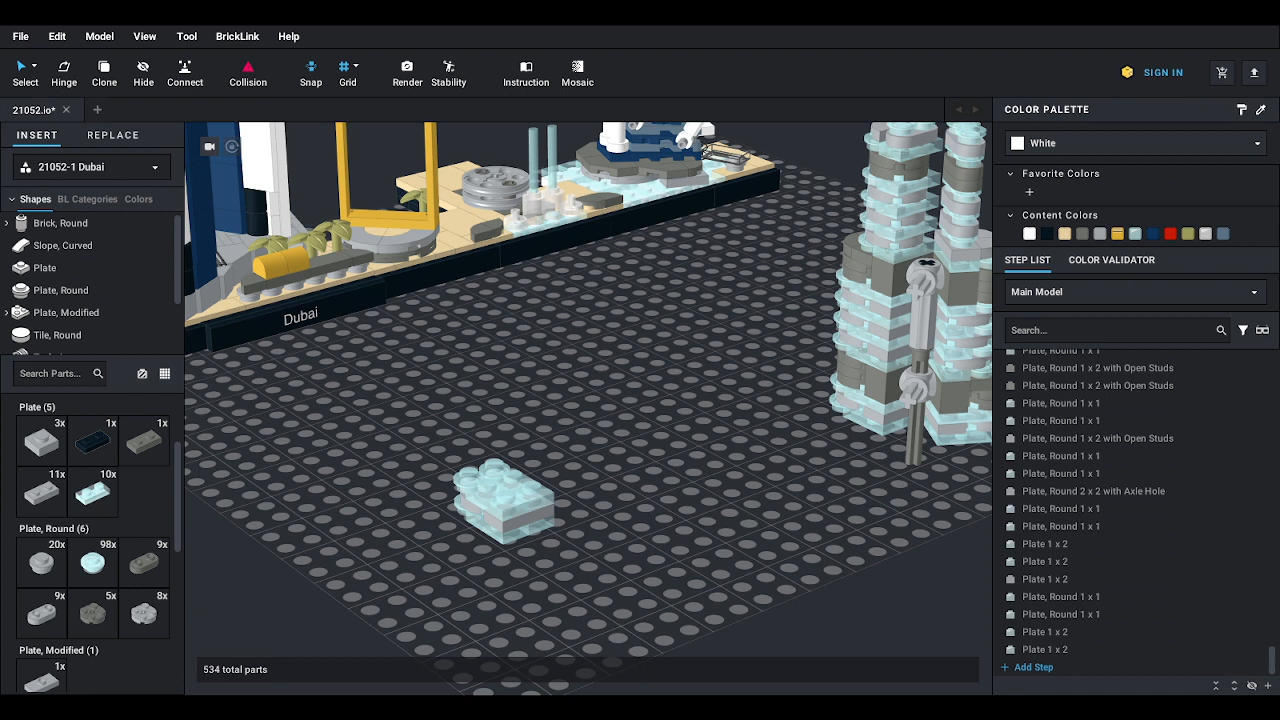 File Edit Model View Tool BrickLink Help
Select Hinge Clone Hide Connect Collision Snap Grid Render Stability Instruction Mosaic SIGN IN
21052.io*
INSERT REPLACE
21052-1 Dubai
Shapes BL Categories Colors
Brick, Round
Slope, Curved
Plate
Plate, Round
Plate, Modified
Tile, Round
Search Parts...
Plate (5)
3x 1x 1x
11x 10x
Plate, Round (6)
20x 98x 9x
9x 5x 8x
Plate, Modified (1)
1x
Dubai
534 total parts
COLOR PALETTE
White
Favorite Colors
Content Colors
STEP LIST COLOR VALIDATOR
Main Model
Search...
Plate, Round 1 x 1
Plate, Round 1 x 2 with Open Studs
Plate, Round 1 x 2 with Open Studs
Plate, Round 1 x 1
Plate, Round 1 x 1
Plate, Round 1 x 2 with Open Studs
Plate, Round 1 x 1
Plate, Round 1 x 1
Plate, Round 2 x 2 with Axle Hole
Plate, Round 1 x 1
Plate, Round 1 x 1
Plate 1 x 2
Plate 1 x 2
Plate 1 x 2
Plate, Round 1 x 1
Plate, Round 1 x 1
Plate 1 x 2
Plate 1 x 2
+ Add Step